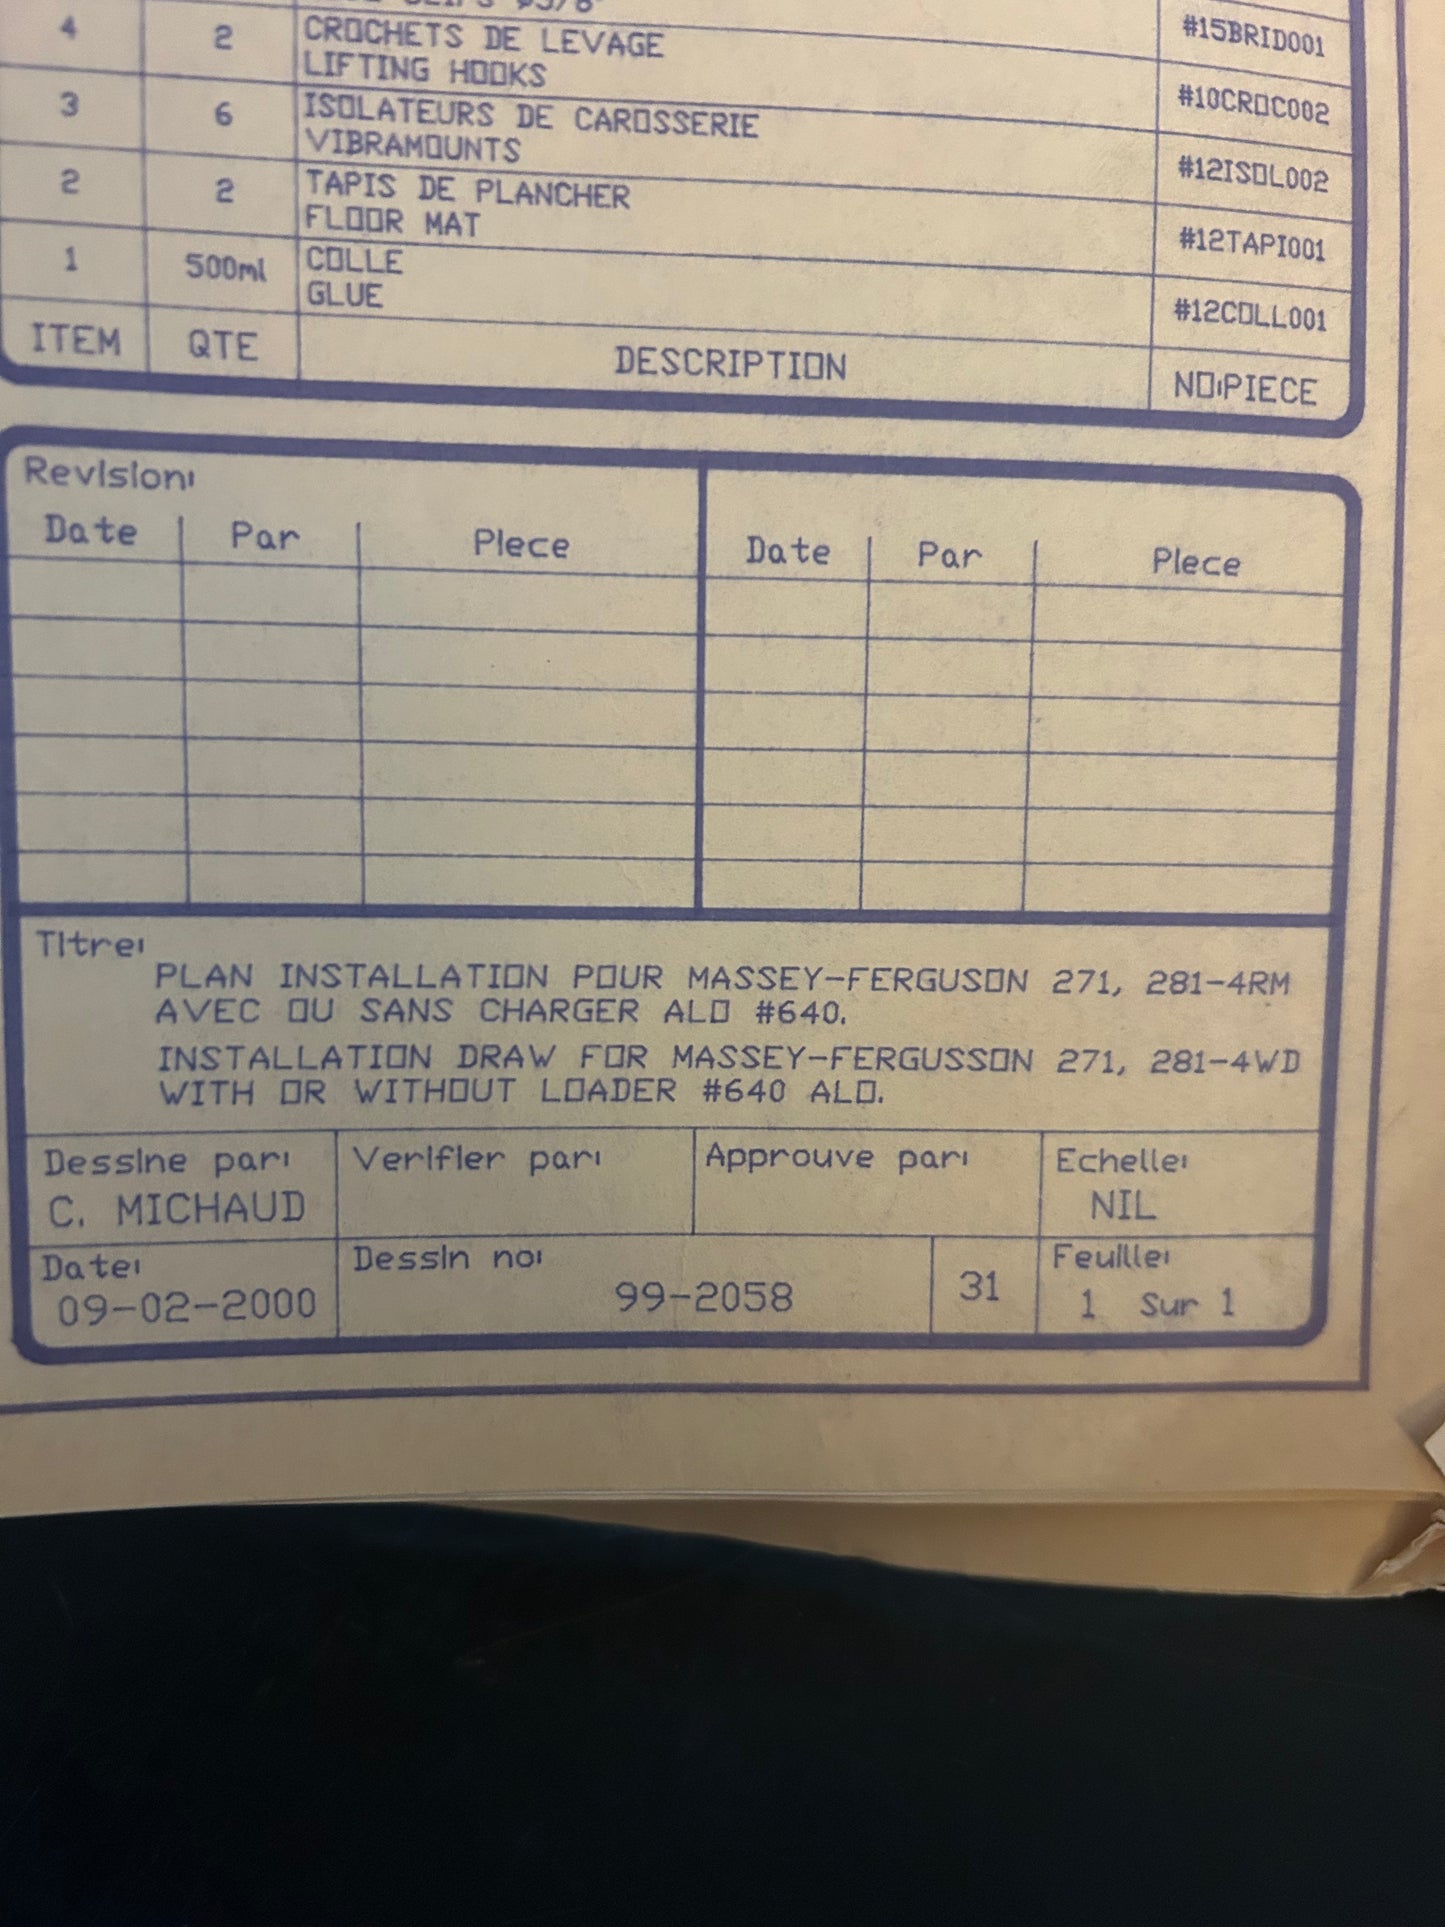 #15BRID001
4 2 CROCHETS DE LEVAGE
LIFTING HOOKS #10CROC002
3 6 ISOLATEURS DE CAROSSERIE
VIBRAMOUNTS #12ISOL002
2 2 TAPIS DE PLANCHER
FLOOR MAT #12TAPI001
1 500ml COLLE
GLUE #12COLL001
ITEM QTE DESCRIPTION NO:PIECE
Revision:
Date Par Piece Date Par Piece
Titre:
PLAN INSTALLATION POUR MASSEY-FERGUSON 271, 281-4RM
AVEC OU SANS CHARGER ALO #640.
INSTALLATION DRAW FOR MASSEY-FERGUSSON 271, 281-4WD
WITH OR WITHOUT LOADER #640 ALO.
Dessine par: Verifier par: Approuve par: Echelle:
C. MICHAUD NIL
Date: Dessin no: Feuille:
09-02-2000 99-2058 31 1 Sur 1